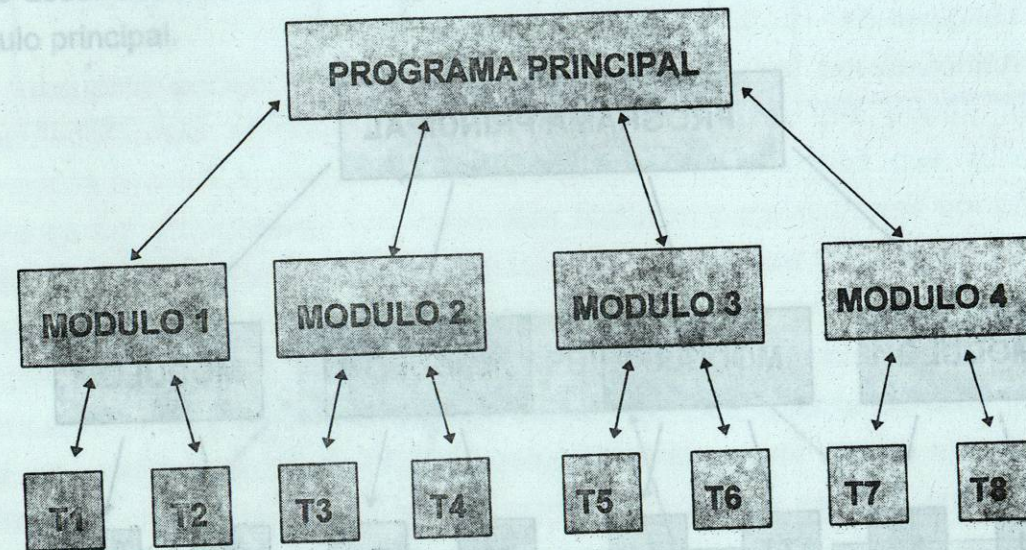 ulo principal.
PROGRAMA PRINCIPAL
MODULO 1
MODULO 2
MODULO 3
MODULO 4
T1
T2
T3
T4
T5
T6
T7
T8